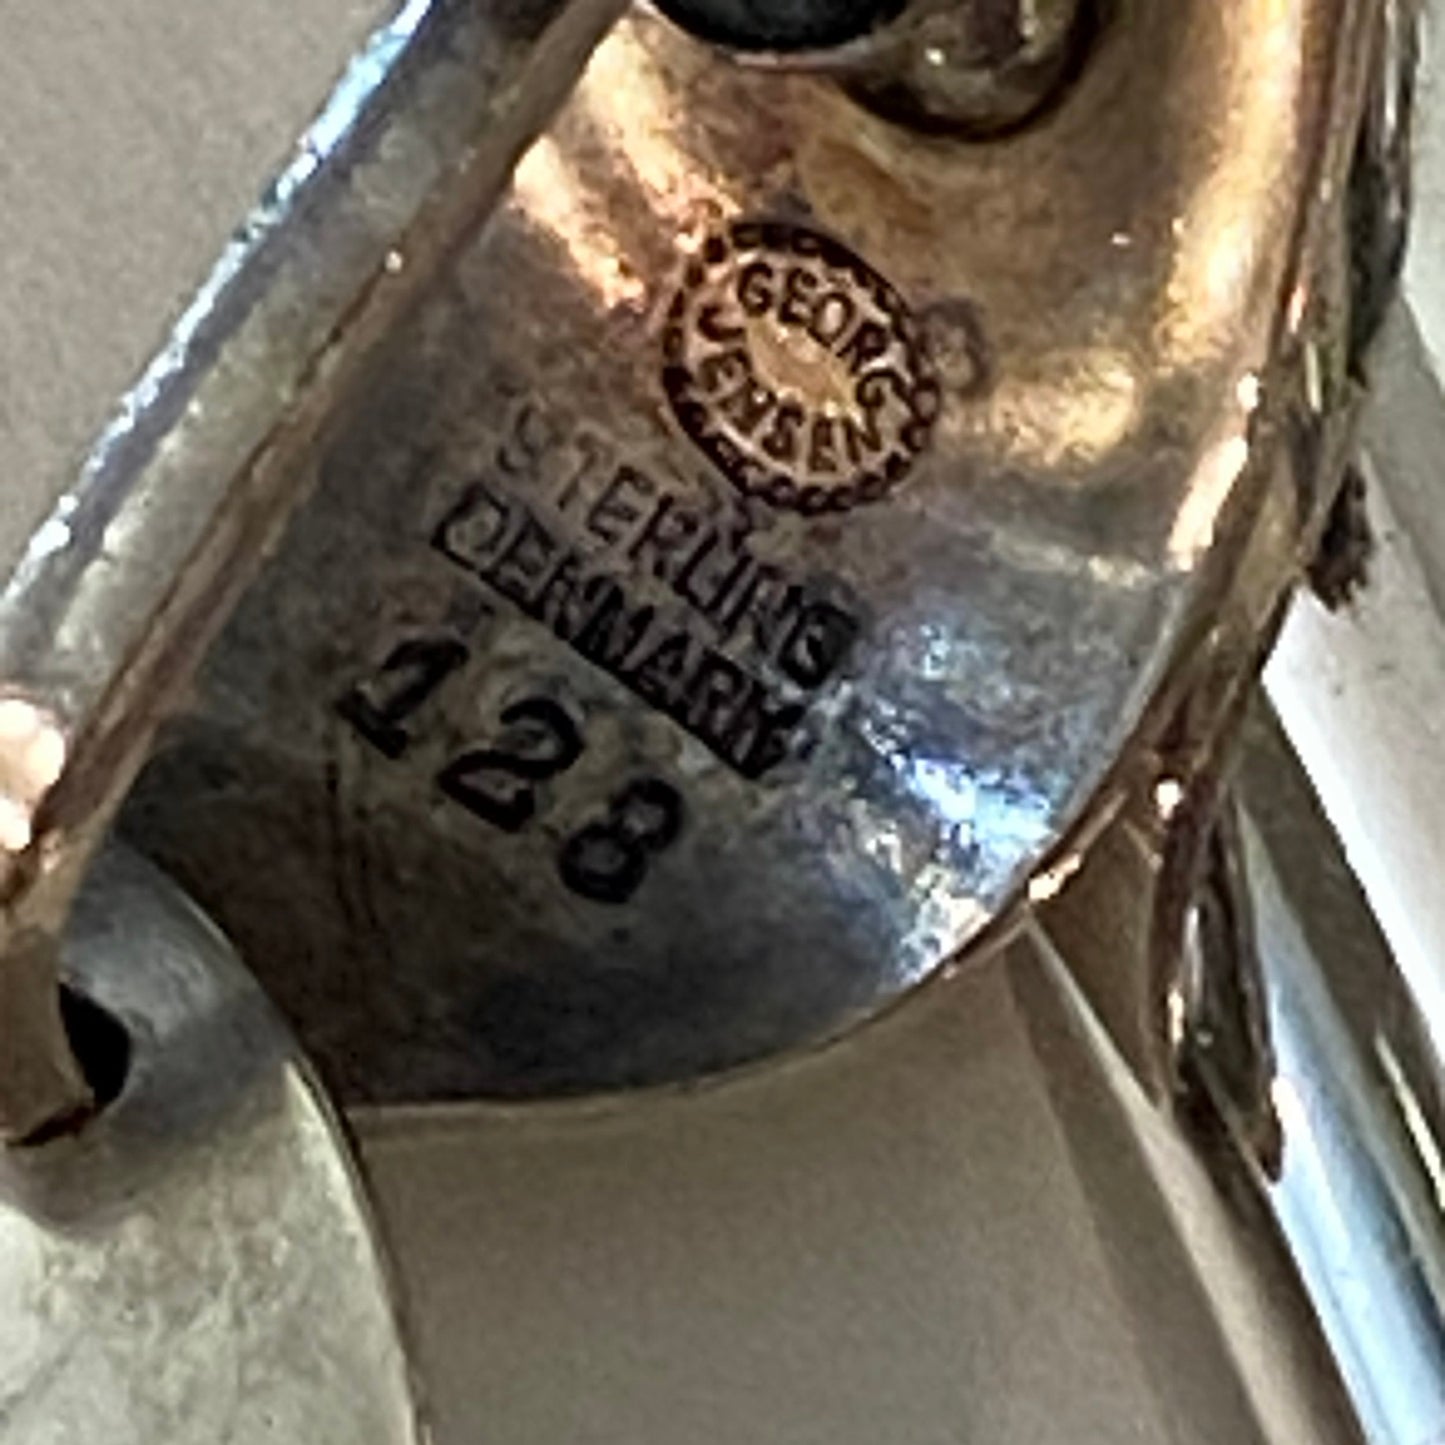 GEORG
JENSEN
STERLING
DENMARK
128